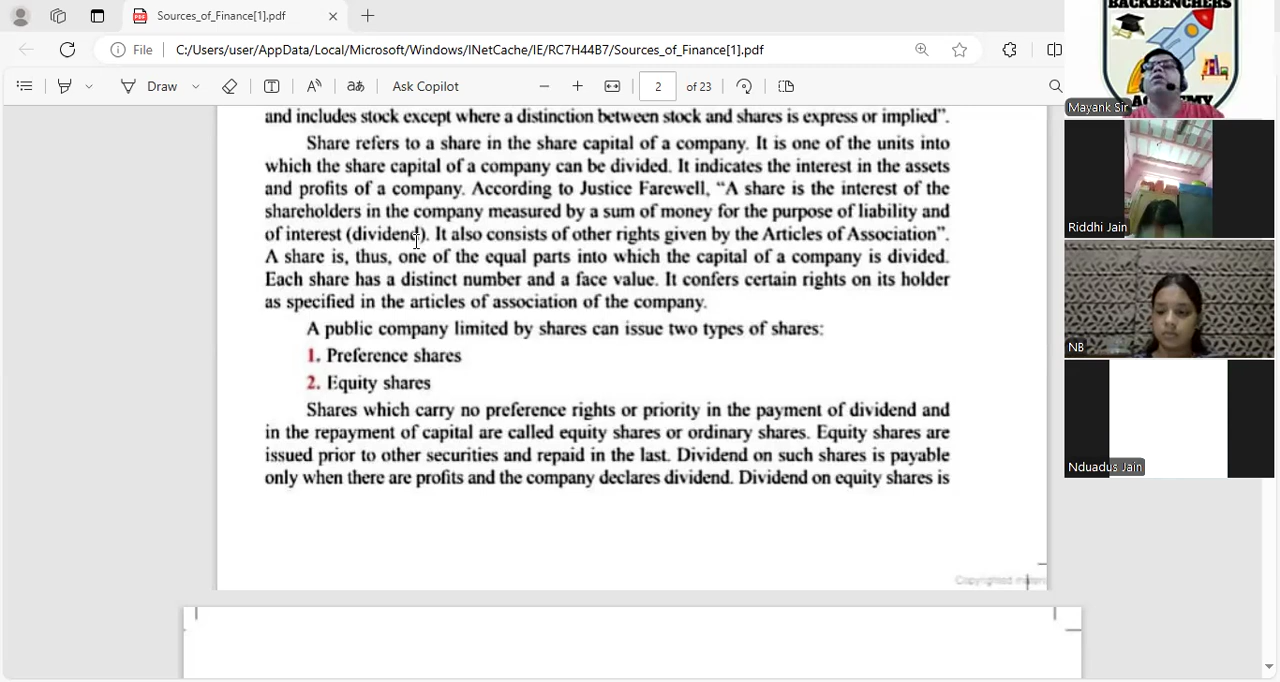 Sources_of_Finance[1].pdf
File C:/Users/user/AppData/Local/Microsoft/Windows/INetCache/IE/RC7H44B7/Sources_of_Finance[1].pdf
Draw Ask Copilot 2 of 23
and includes stock except where a distinction between stock and shares is express or implied”.
Share refers to a share in the share capital of a company. It is one of the units into
which the share capital of a company can be divided. It indicates the interest in the assets
and profits of a company. According to Justice Farewell, “A share is the interest of the
shareholders in the company measured by a sum of money for the purpose of liability and
of interest (dividend). It also consists of other rights given by the Articles of Association”.
A share is, thus, one of the equal parts into which the capital of a company is divided.
Each share has a distinct number and a face value. It confers certain rights on its holder
as specified in the articles of association of the company.
A public company limited by shares can issue two types of shares:
1. Preference shares
2. Equity shares
Shares which carry no preference rights or priority in the payment of dividend and
in the repayment of capital are called equity shares or ordinary shares. Equity shares are
issued prior to other securities and repaid in the last. Dividend on such shares is payable
only when there are profits and the company declares dividend. Dividend on equity shares is
BACKBENCHERS
Mayank Sir
Riddhi Jain
NB
Nduadus Jain